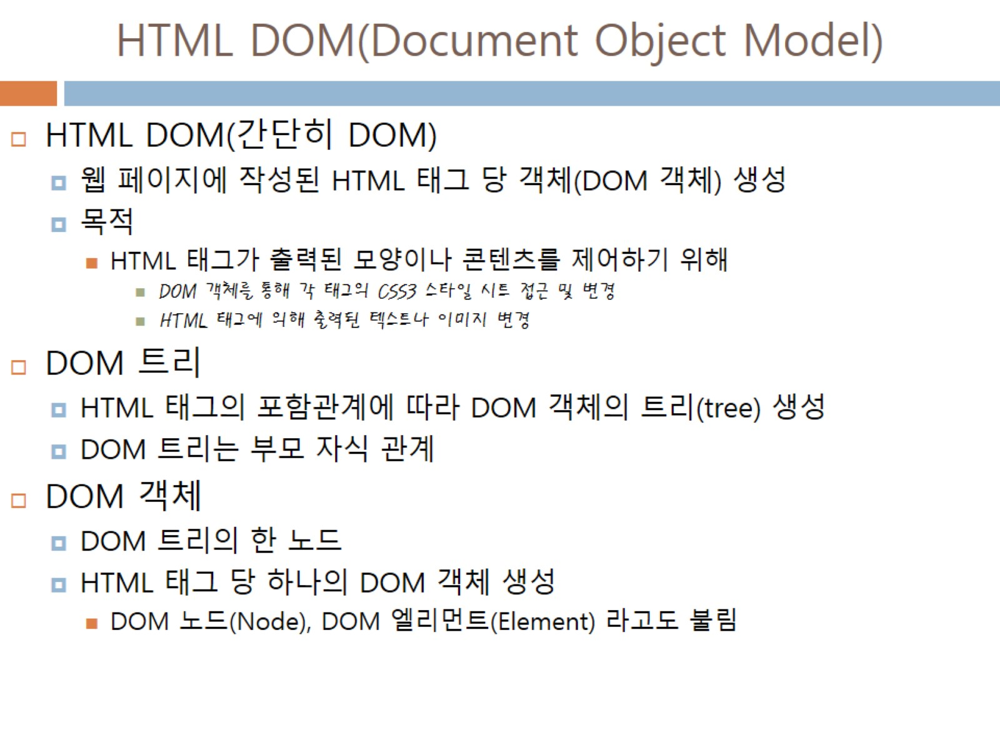 HTML DOM(Document Object Model)
HTML DOM(간단히 DOM)
웹 페이지에 작성된 HTML 태그 당 객체(DOM 객체) 생성
목적
HTML 태그가 출력된 모양이나 콘텐츠를 제어하기 위해
DOM 객체를 통해 각 태그의 CSS3 스타일 시트 접근 및 변경
HTML 태그에 의해 출력된 텍스트나 이미지 변경
DOM 트리
HTML 태그의 포함관계에 따라 DOM 객체의 트리(tree) 생성
DOM 트리는 부모 자식 관계
DOM 객체
DOM 트리의 한 노드
HTML 태그 당 하나의 DOM 객체 생성
DOM 노드(Node), DOM 엘리먼트(Element) 라고도 불림